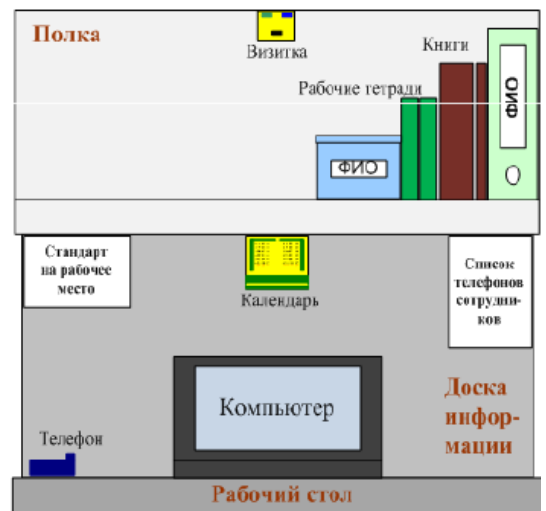 Полка
Визитка
Книги
Рабочие тетради
ФИО
ФИО
Стандарт
на рабочее
место
Календарь
Список
телефонов
сотрудни-
ков
Компьютер
Доска
инфор-
мации
Телефон
Рабочий стол